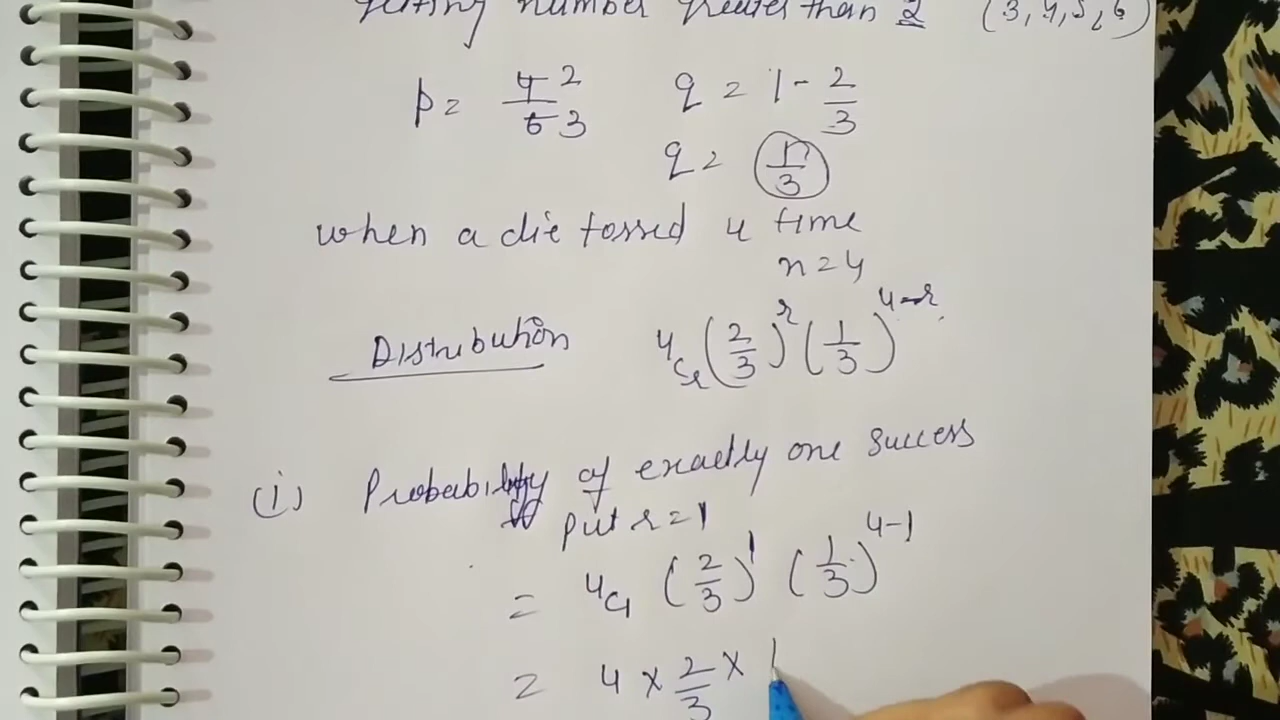 getting number greater than 2 (3,4,5,6)
p = 4/6 2/3 q = 1 - 2/3
q = 1/3
when a die tossed 4 time
n = 4
Distribution 4Cr (2/3)^r (1/3)^4-r
(i) Probability of exactly one success
put r = 1
= 4C1 (2/3)^1 (1/3)^4-1
= 4 × 2/3 × 1